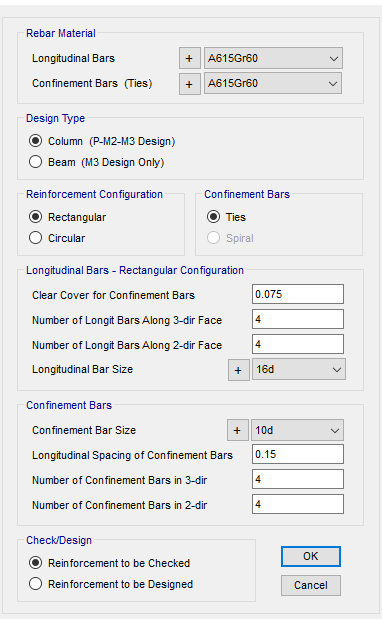 Rebar Material
Longitudinal Bars + A615Gr60
Confinement Bars (Ties) + A615Gr60
Design Type
Column (P-M2-M3 Design)
Beam (M3 Design Only)
Reinforcement Configuration
Rectangular
Circular
Confinement Bars
Ties
Spiral
Longitudinal Bars - Rectangular Configuration
Clear Cover for Confinement Bars 0.075
Number of Longit Bars Along 3-dir Face 4
Number of Longit Bars Along 2-dir Face 4
Longitudinal Bar Size + 16d
Confinement Bars
Confinement Bar Size + 10d
Longitudinal Spacing of Confinement Bars 0.15
Number of Confinement Bars in 3-dir 4
Number of Confinement Bars in 2-dir 4
Check/Design
Reinforcement to be Checked
Reinforcement to be Designed
OK
Cancel